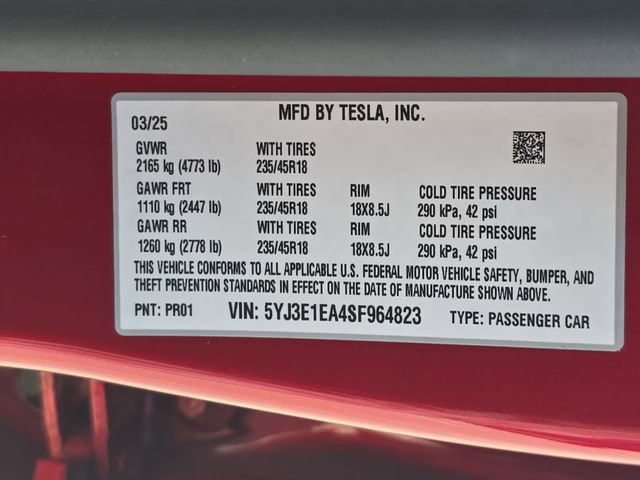 MFD BY TESLA, INC.
03/25
GVWR WITH TIRES
2165 kg (4773 lb) 235/45R18
GAWR FRT WITH TIRES RIM COLD TIRE PRESSURE
1110 kg (2447 lb) 235/45R18 18X8.5J 290 kPa, 42 psi
GAWR RR WITH TIRES RIM COLD TIRE PRESSURE
1260 kg (2778 lb) 235/45R18 18X8.5J 290 kPa, 42 psi
THIS VEHICLE CONFORMS TO ALL APPLICABLE U.S. FEDERAL MOTOR VEHICLE SAFETY, BUMPER, AND
THEFT PREVENTION STANDARDS IN EFFECT ON THE DATE OF MANUFACTURE SHOWN ABOVE.
PNT: PR01 VIN: 5YJ3E1EA4SF964823 TYPE: PASSENGER CAR